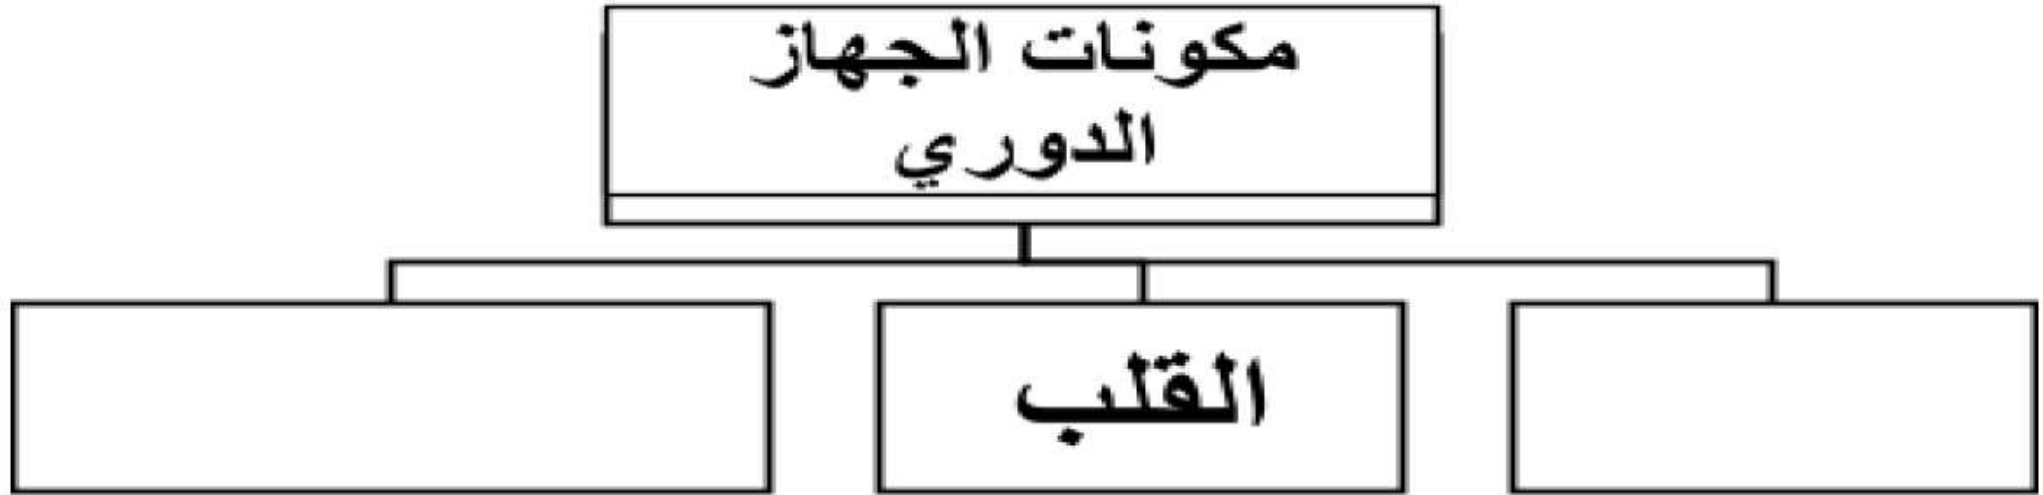 مكونات الجهاز
الدوري
القلب